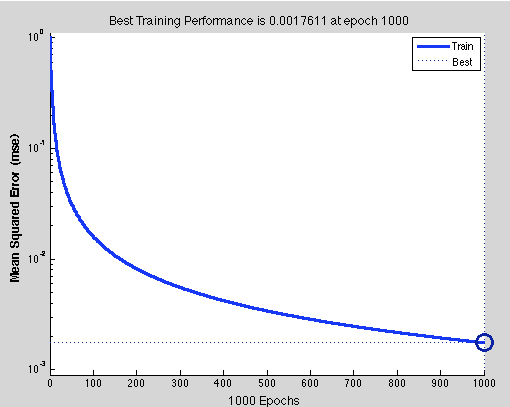 Best Training Performance is 0.0017611 at epoch 1000
Train
Best
Mean Squared Error (mse)
10^0
10^-1
10^-2
10^-3
0 100 200 300 400 500 600 700 800 900 1000
1000 Epochs